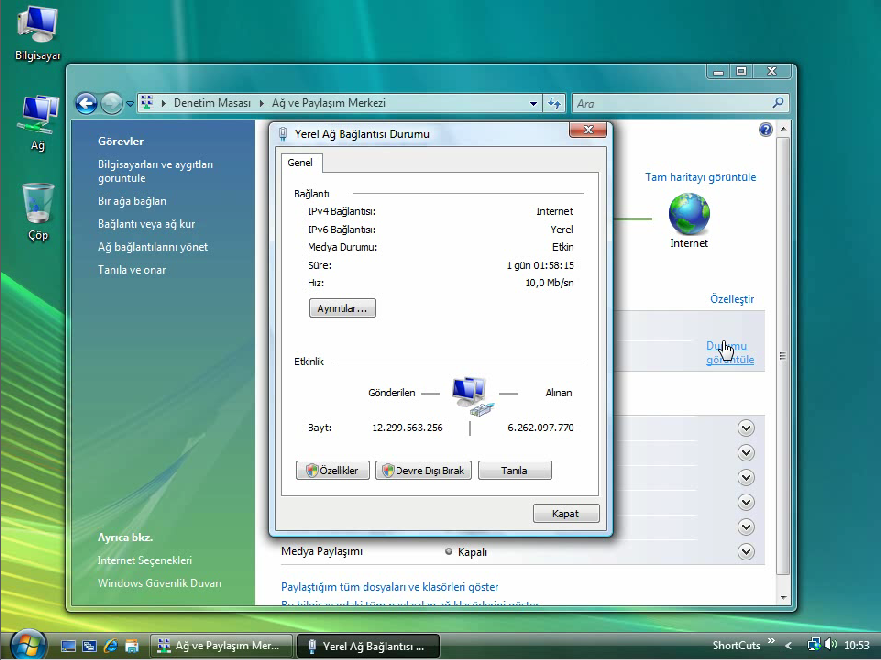 Bilgisayar
Ağ
Çöp
Denetim Masası
Ağ ve Paylaşım Merkezi
Ara
Görevler
Bilgisayarları ve aygıtları
görüntüle
Bir ağa bağlan
Bağlantı veya ağ kur
Ağ bağlantılarını yönet
Tanıla ve onar
Ayrıca bkz.
Internet Seçenekleri
Windows Güvenlik Duvarı
Tam haritayı görüntüle
Internet
Özelleştir
Durumu
görüntüle
Yerel Ağ Bağlantısı Durumu
Genel
Bağlantı
IPv4 Bağlantısı: Internet
IPv6 Bağlantısı: Yerel
Medya Durumu: Etkin
Süre: 1 gün 01:58:15
Hız: 10,0 Mb/sn
Ayrıntılar...
Etkinlik
Gönderilen
Alınan
Bayt: 12.299.563.256 6.262.097.770
Özellikler
Devre Dışı Bırak
Tanıla
Kapat
Medya Paylaşımı
Kapalı
Paylaştığım tüm dosyaları ve klasörleri göster
Ağ ve Paylaşım Mer...
Yerel Ağ Bağlantısı ...
ShortCuts
10:53